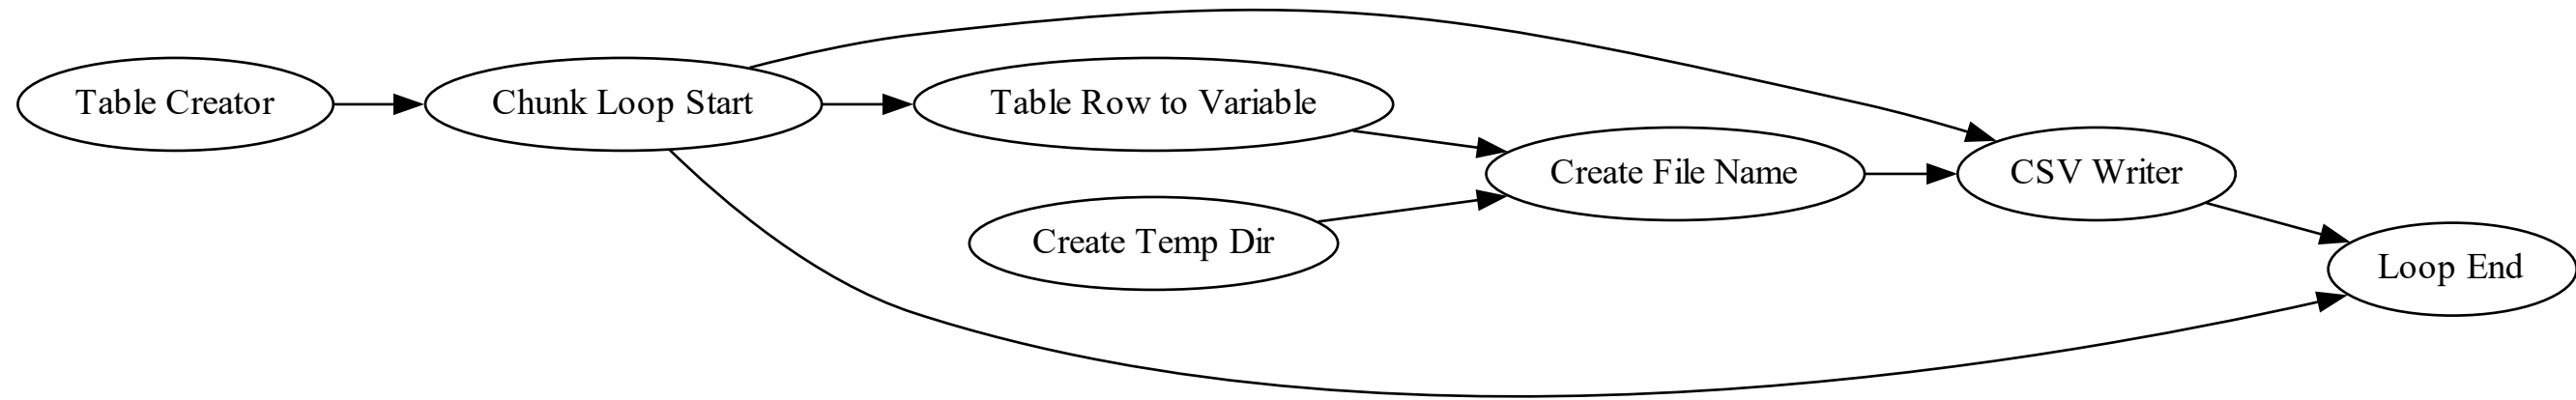 Table Creator
Chunk Loop Start
Table Row to Variable
Create Temp Dir
Create File Name
CSV Writer
Loop End